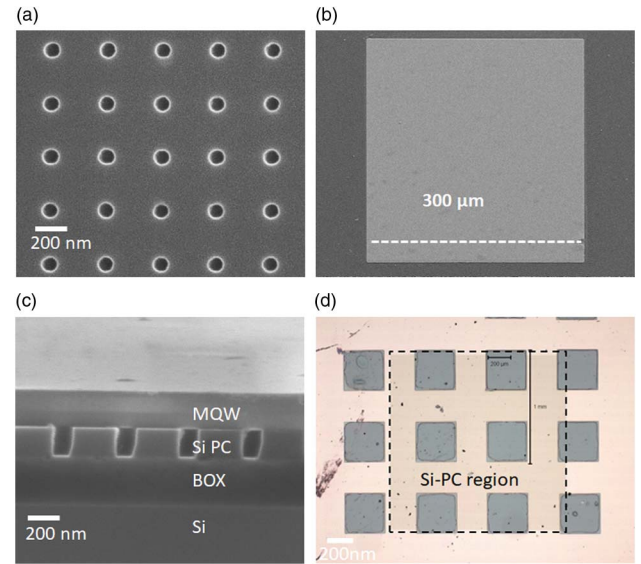 (a)
(b)
200 nm
300 μm
(c)
(d)
MQW
Si PC
BOX
Si
200 nm
200 μm
1 mm
Si-PC region
200nm